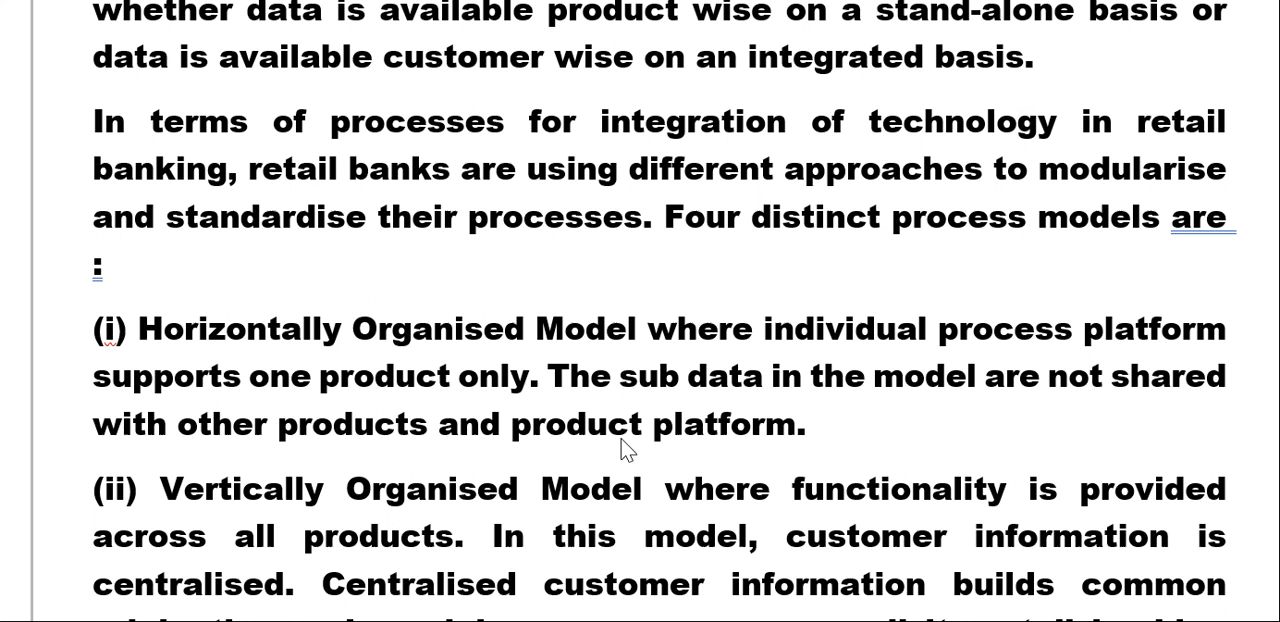 whether data is available product wise on a stand-alone basis or
data is available customer wise on an integrated basis.
In terms of processes for integration of technology in retail
banking, retail banks are using different approaches to modularise
and standardise their processes. Four distinct process models are
:
(i) Horizontally Organised Model where individual process platform
supports one product only. The sub data in the model are not shared
with other products and product platform.
(ii) Vertically Organised Model where functionality is provided
across all products. In this model, customer information is
centralised. Centralised customer information builds common